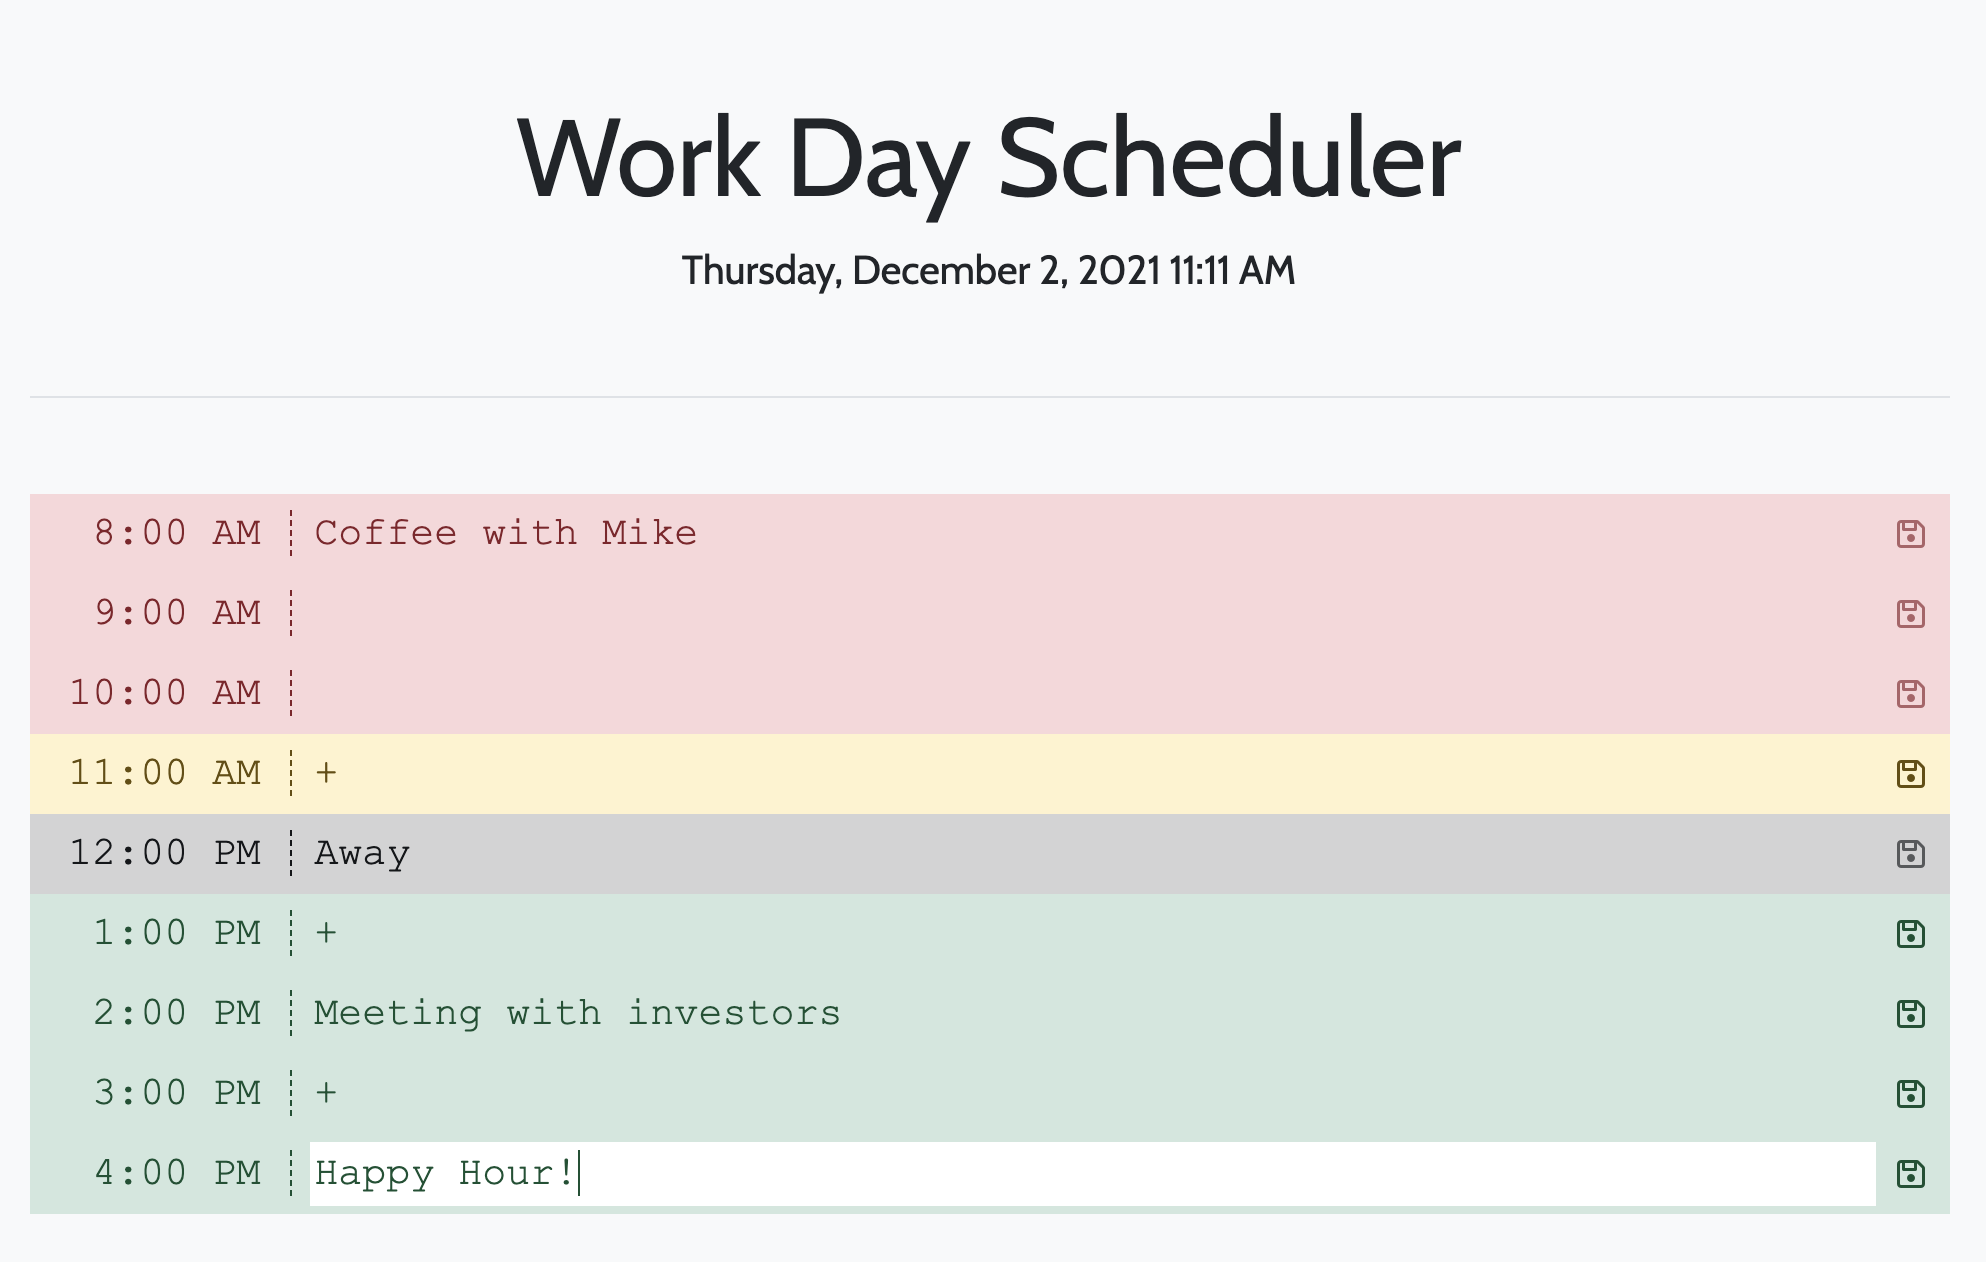 Work Day Scheduler
Thursday, December 2, 2021 11:11 AM
8:00 AM Coffee with Mike
9:00 AM
10:00 AM
11:00 AM +
12:00 PM Away
1:00 PM +
2:00 PM Meeting with investors
3:00 PM +
4:00 PM Happy Hour!